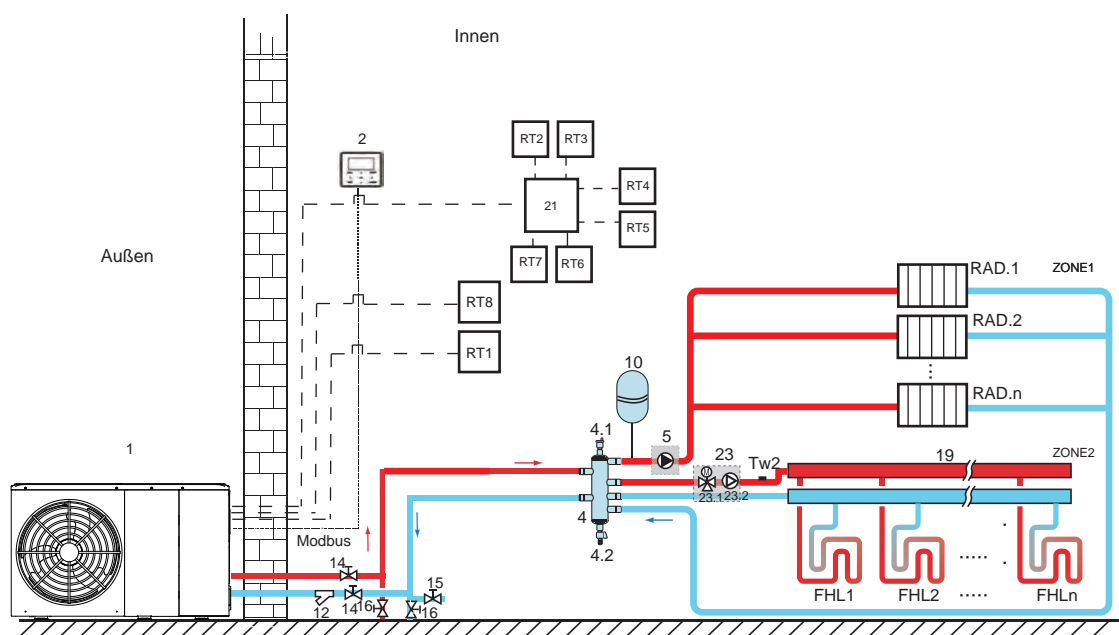 Innen
Außen
2
RT2
RT3
RT4
21
RT5
RT7
RT6
RT8
RT1
1
Modbus
14
12
14
16
16
15
10
4.1
5
23
Tw2
23.1
23.2
4
4.2
RAD.1
ZONE1
RAD.2
RAD.n
19
ZONE2
FHL1
FHL2
FHLn